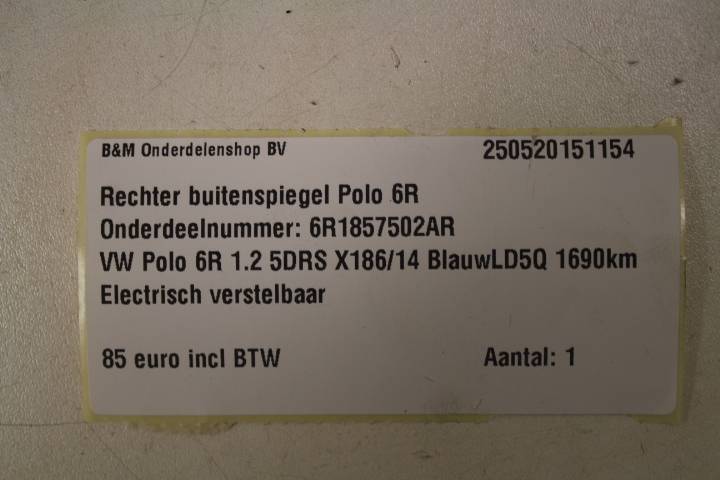 B&M Onderdelenshop BV 250520151154
Rechter buitenspiegel Polo 6R
Onderdeelnummer: 6R1857502AR
VW Polo 6R 1.2 5DRS X186/14 BlauwLD5Q 1690km
Electrisch verstelbaar
85 euro incl BTW Aantal: 1